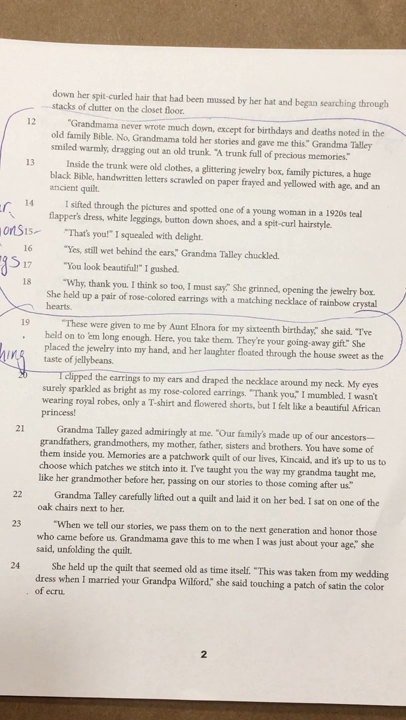 down her spit-curled hair that had been mussed by her hat and began searching through
stacks of clutter on the closet floor.
12 "Grandmama never wrote much down, except for birthdays and deaths noted in the
old family Bible. No, Grandmama told her stories and gave me this." Grandma Talley
smiled warmly, dragging out an old trunk. "A trunk full of precious memories."
13 Inside the trunk were old clothes, a glittering jewelry box, family pictures, a huge
black Bible, handwritten letters scrawled on paper frayed and yellowed with age, and an
ancient quilt.
14 I sifted through the pictures and spotted one of a young woman in a 1920s teal
flapper's dress, white leggings, button down shoes, and a spit-curl hairstyle.
15 "That's you!" I squealed with delight.
16 "Yes, still wet behind the ears," Grandma Talley chuckled.
17 "You look beautiful!" I gushed.
18 "Why, thank you. I think so too, I must say." She grinned, opening the jewelry box.
She held up a pair of rose-colored earrings with a matching necklace of rainbow crystal
hearts.
19 "These were given to me by Aunt Elnora for my sixteenth birthday," she said. "I've
held on to 'em long enough. Here, you take them. They're your going-away gift." She
placed the jewelry into my hand, and her laughter floated through the house sweet as the
taste of jellybeans.
20 I clipped the earrings to my ears and draped the necklace around my neck. My eyes
surely sparkled as bright as my rose-colored earrings. "Thank you," I mumbled. I wasn't
wearing royal robes, only a T-shirt and flowered shorts, but I felt like a beautiful African
princess!
21 Grandma Talley gazed admiringly at me. "Our family's made up of our ancestors—
grandfathers, grandmothers, my mother, father, sisters and brothers. You have some of
them inside you. Memories are a patchwork quilt of our lives, Kincaid, and it's up to us to
choose which patches we stitch into it. I've taught you the way my grandma taught me,
like her grandmother before her, passing on our stories to those coming after us."
22 Grandma Talley carefully lifted out a quilt and laid it on her bed. I sat on one of the
oak chairs next to her.
23 "When we tell our stories, we pass them on to the next generation and honor those
who came before us. Grandmama gave this to me when I was just about your age," she
said, unfolding the quilt.
24 She held up the quilt that seemed old as time itself. "This was taken from my wedding
dress when I married your Grandpa Wilford," she said touching a patch of satin the color
of ecru.
2